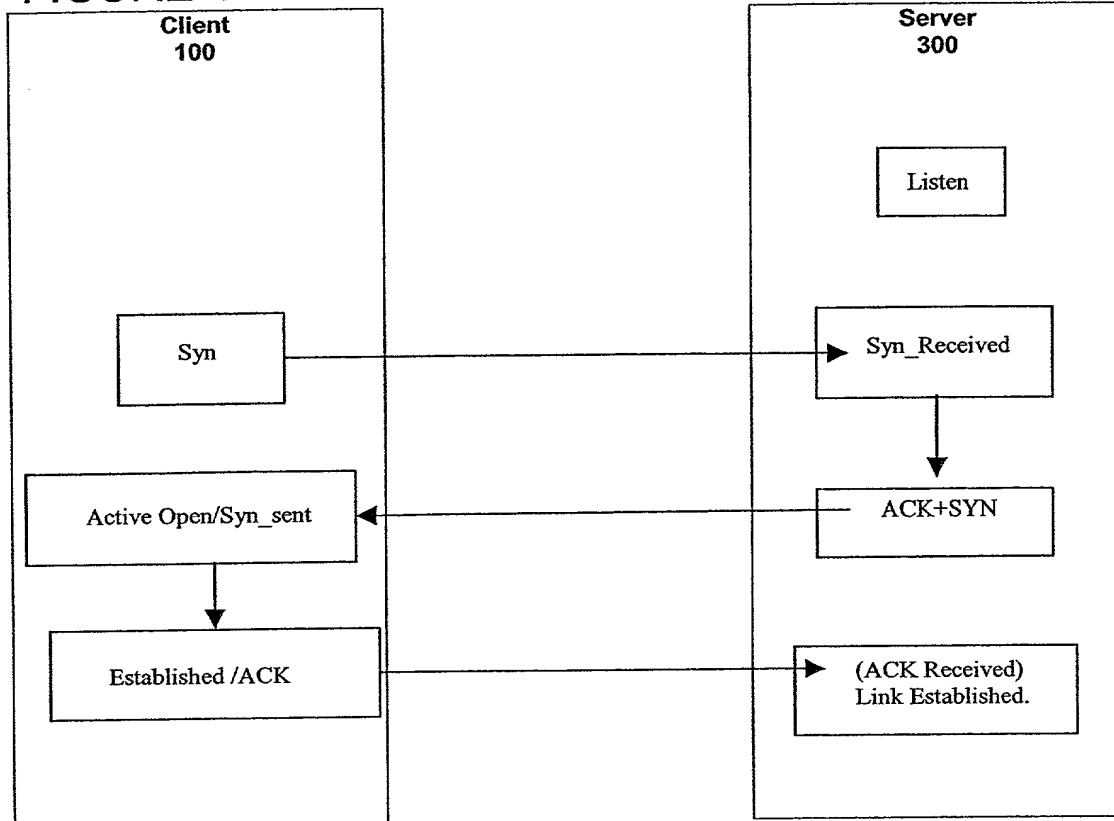 Client
100
Server
300
Listen
Syn
Syn_Received
Active Open/Syn_sent
ACK+SYN
Established /ACK
(ACK Received)
Link Established.